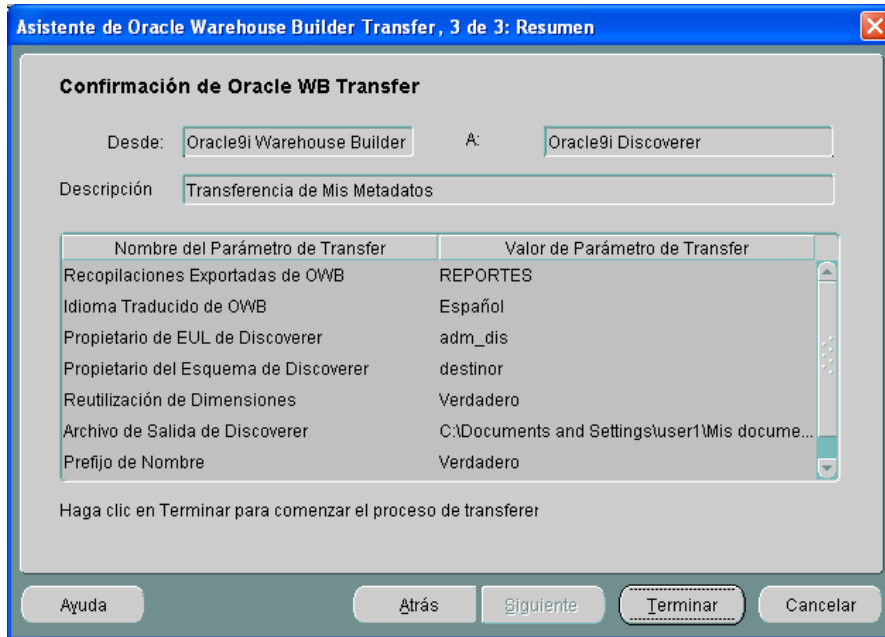 Asistente de Oracle Warehouse Builder Transfer, 3 de 3: Resumen
Confirmación de Oracle WB Transfer
Desde: Oracle9i Warehouse Builder A: Oracle9i Discoverer
Descripción Transferencia de Mis Metadatos
Nombre del Parámetro de Transfer Valor de Parámetro de Transfer
Recopilaciones Exportadas de OWB REPORTES
Idioma Traducido de OWB Español
Propietario de EUL de Discoverer adm_dis
Propietario del Esquema de Discoverer destinor
Reutilización de Dimensiones Verdadero
Archivo de Salida de Discoverer C:\Documents and Settings\user1\Mis docume...
Prefijo de Nombre Verdadero
Haga clic en Terminar para comenzar el proceso de transferer
Ayuda Atrás Siguiente Terminar Cancelar